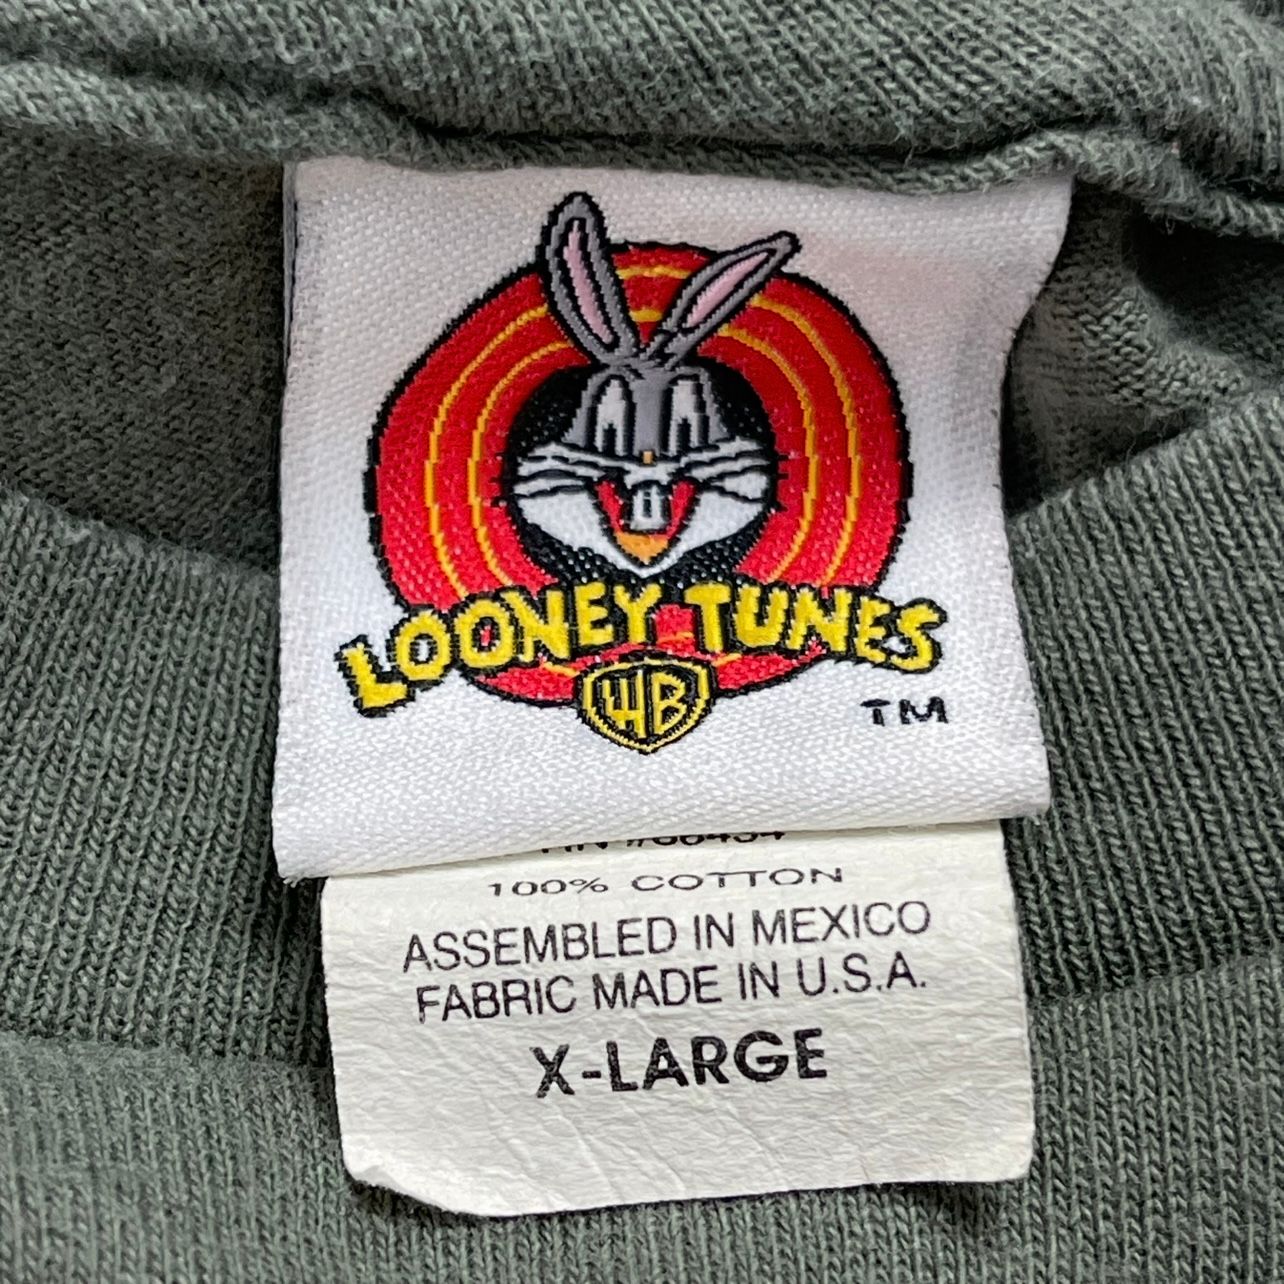 LOONEY TUNES
WB
TM
100% COTTON
ASSEMBLED IN MEXICO
FABRIC MADE IN U.S.A.
X-LARGE